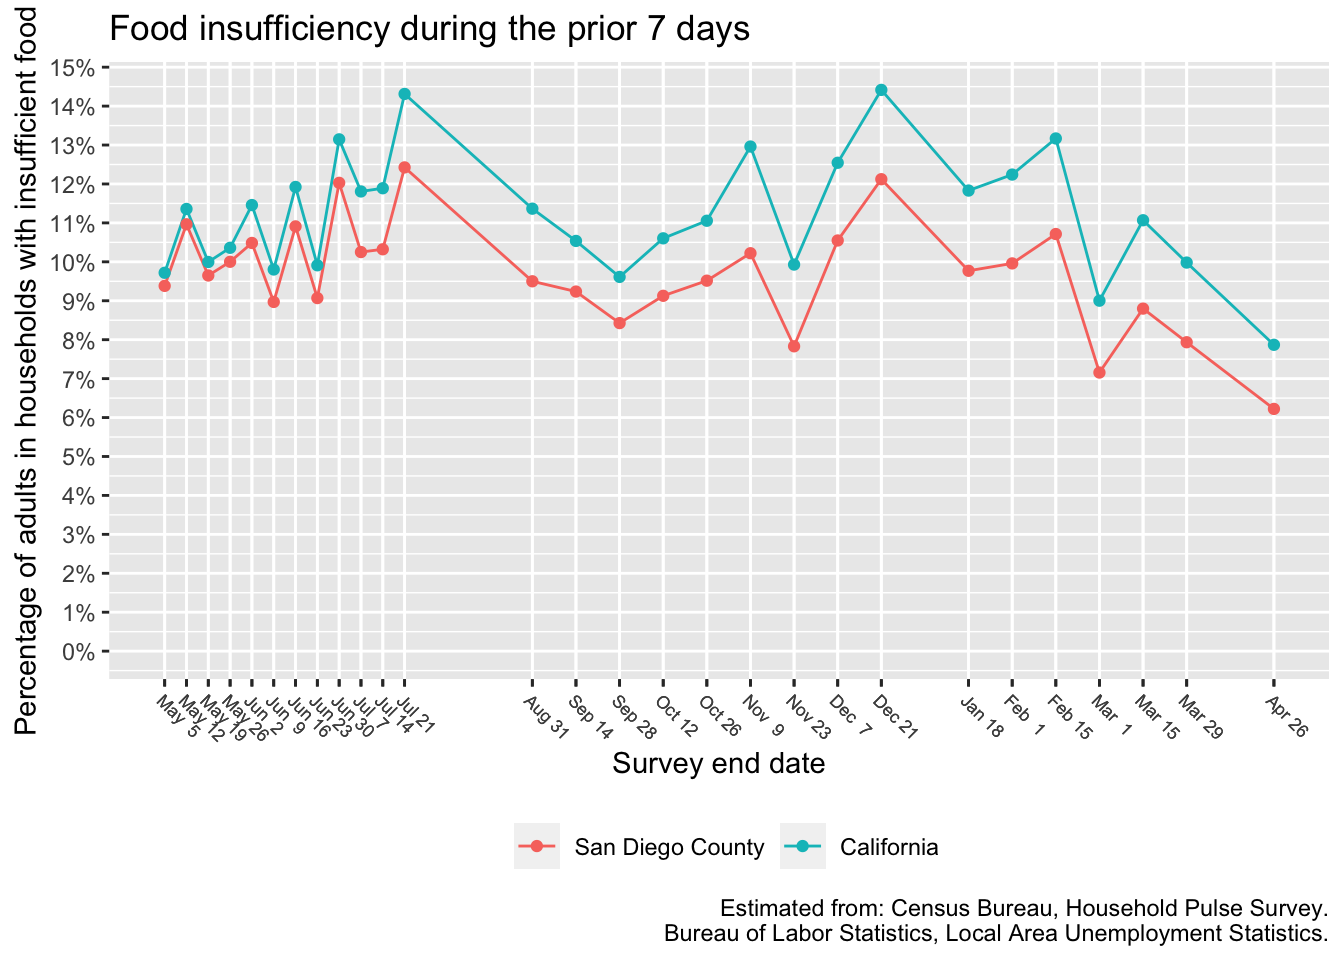 Food insufficiency during the prior 7 days
Percentage of adults in households with insufficient food
15%
14%
13%
12%
11%
10%
9%
8%
7%
6%
5%
4%
3%
2%
1%
0%
May 5
May 12
May 19
May 26
Jun 2
Jun 9
Jun 16
Jun 23
Jun 30
Jul 7
Jul 14
Jul 21
Aug 31
Sep 14
Sep 28
Oct 12
Oct 26
Nov 9
Nov 23
Dec 7
Dec 21
Jan 18
Feb 1
Feb 15
Mar 1
Mar 15
Mar 29
Apr 26
Survey end date
San Diego County
California
Estimated from: Census Bureau, Household Pulse Survey.
Bureau of Labor Statistics, Local Area Unemployment Statistics.